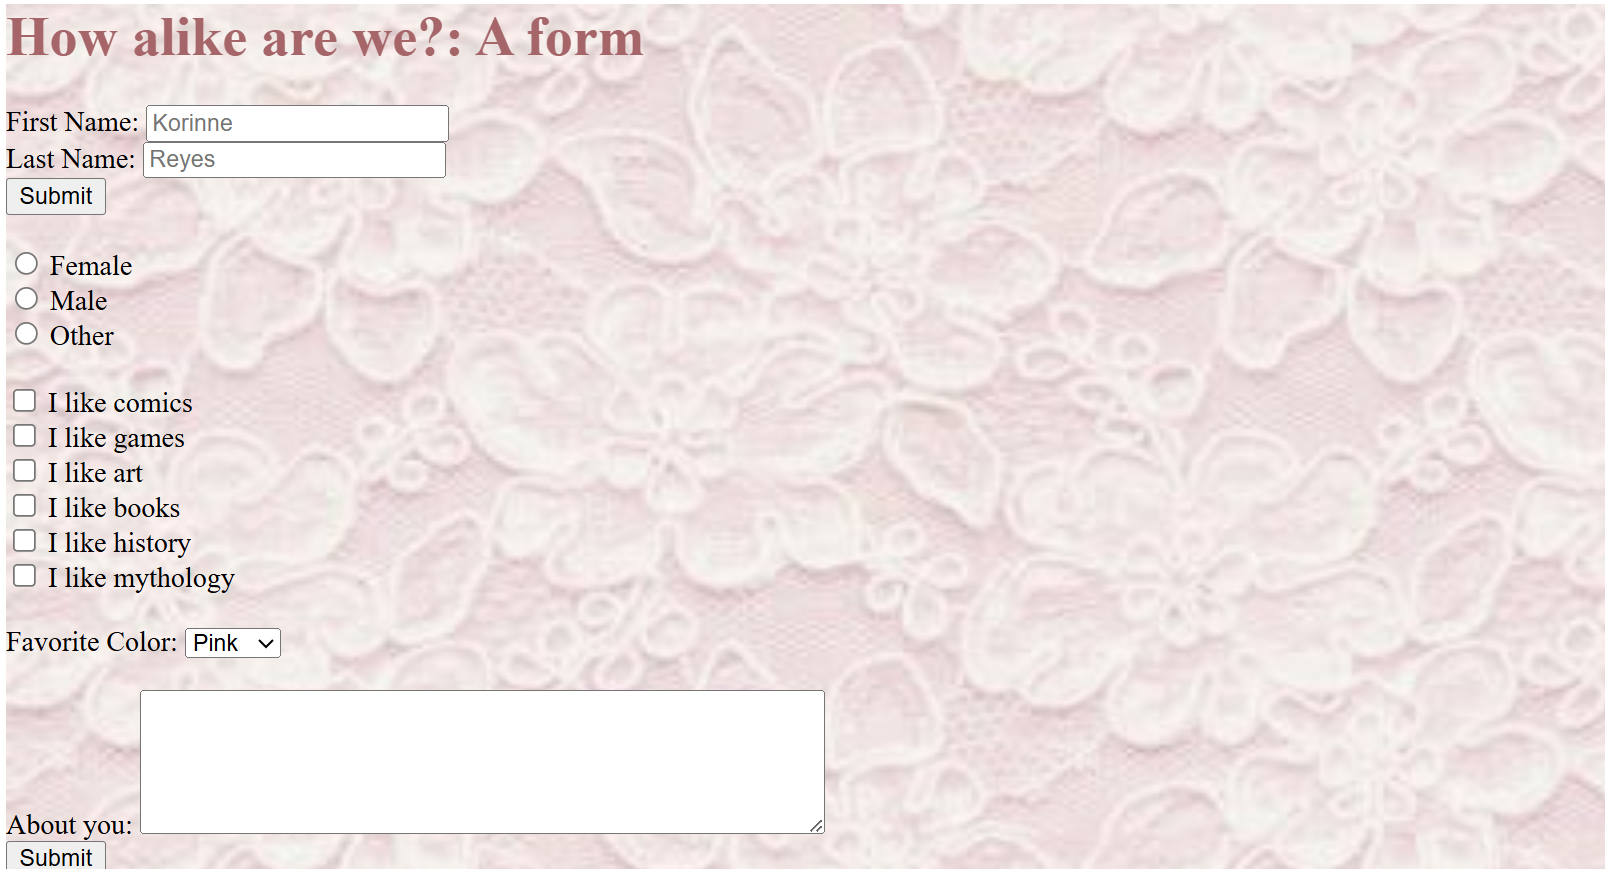 How alike are we?: A form
First Name: Korinne
Last Name: Reyes
Submit
Female
Male
Other
I like comics
I like games
I like art
I like books
I like history
I like mythology
Favorite Color: Pink
About you:
Submit